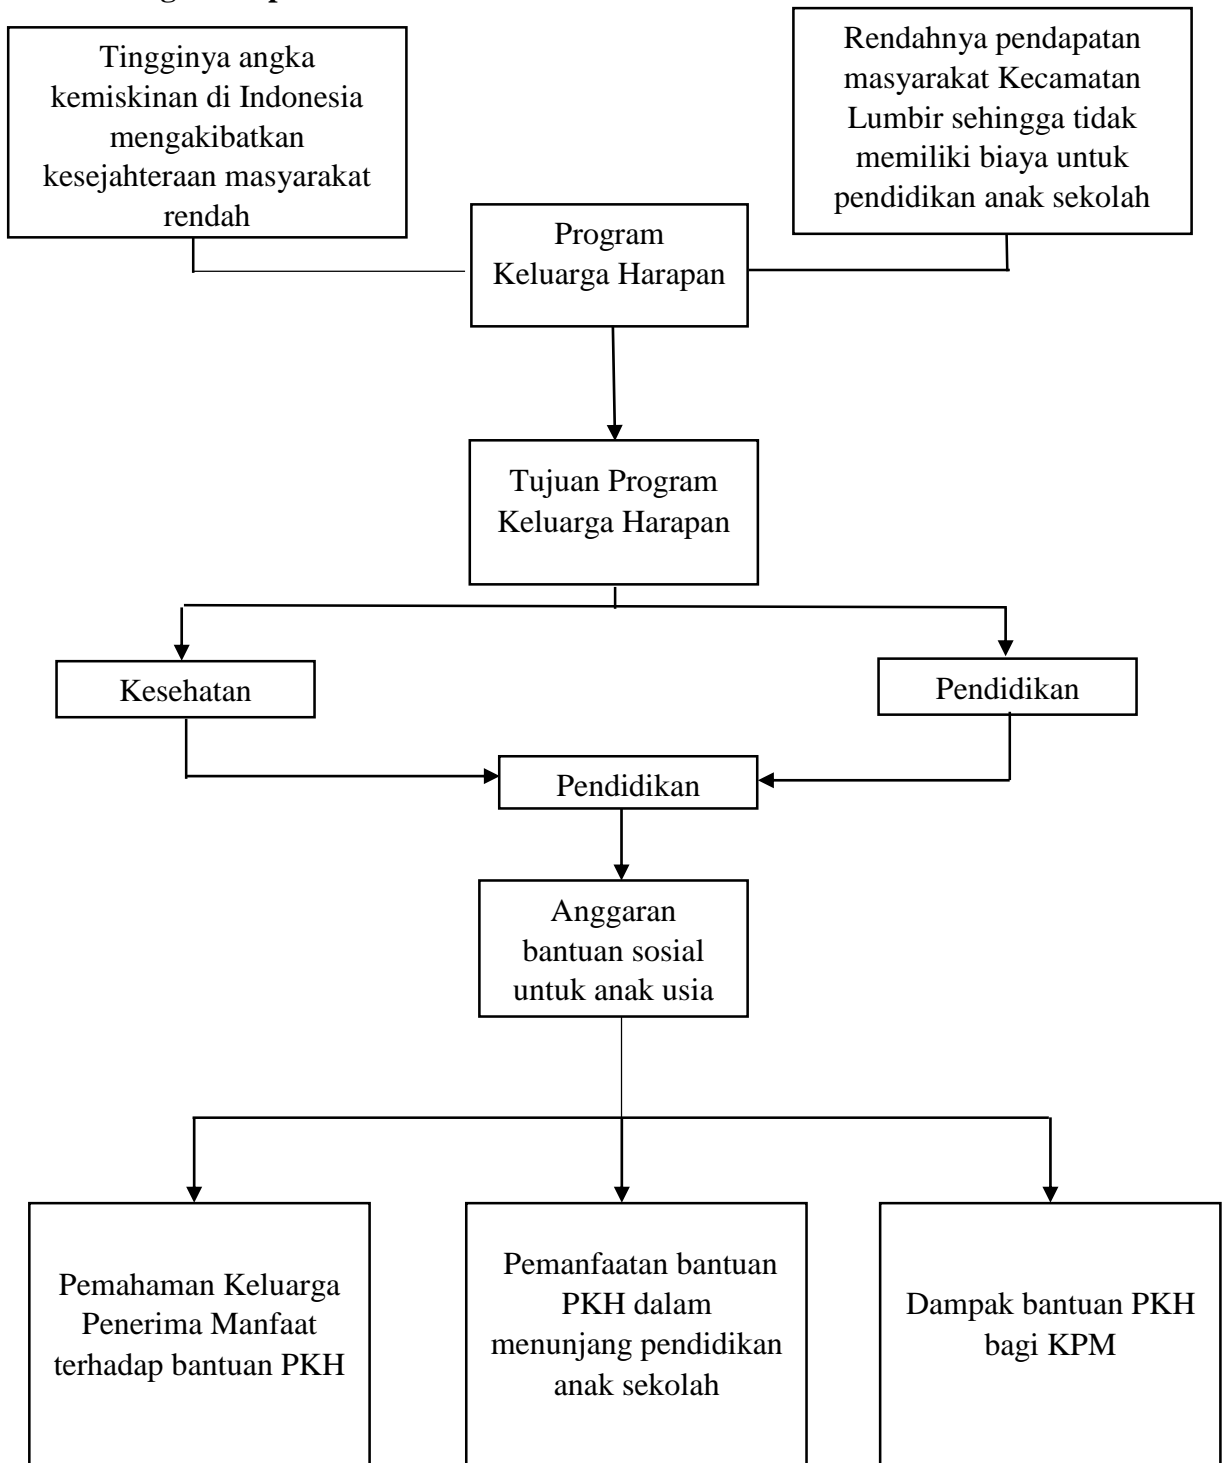 Tingginya angka
kemiskinan di Indonesia
mengakibatkan
kesejahteraan masyarakat
rendah
Rendahnya pendapatan
masyarakat Kecamatan
Lumbir sehingga tidak
memiliki biaya untuk
pendidikan anak sekolah
Program
Keluarga Harapan
Tujuan Program
Keluarga Harapan
Kesehatan
Pendidikan
Pendidikan
Anggaran
bantuan sosial
untuk anak usia
Pemahaman Keluarga
Penerima Manfaat
terhadap bantuan PKH
Pemanfaatan bantuan
PKH dalam
menunjang pendidikan
anak sekolah
Dampak bantuan PKH
bagi KPM